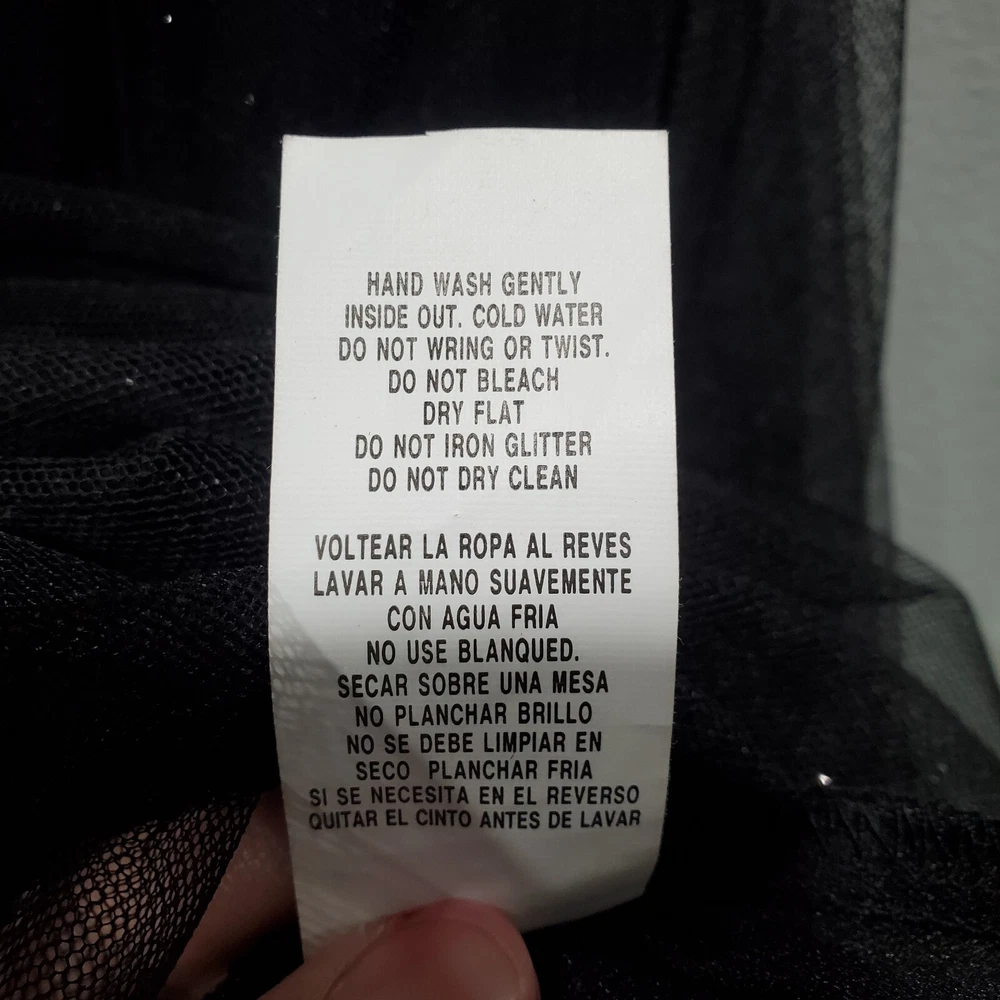 HAND WASH GENTLY
INSIDE OUT. COLD WATER
DO NOT WRING OR TWIST.
DO NOT BLEACH
DRY FLAT
DO NOT IRON GLITTER
DO NOT DRY CLEAN
VOLTEAR LA ROPA AL REVES
LAVAR A MANO SUAVEMENTE
CON AGUA FRIA
NO USE BLANQUED.
SECAR SOBRE UNA MESA
NO PLANCHAR BRILLO
NO SE DEBE LIMPIAR EN
SECO PLANCHAR FRIA
SI SE NECESITA EN EL REVERSO
QUITAR EL CINTO ANTES DE LAVAR